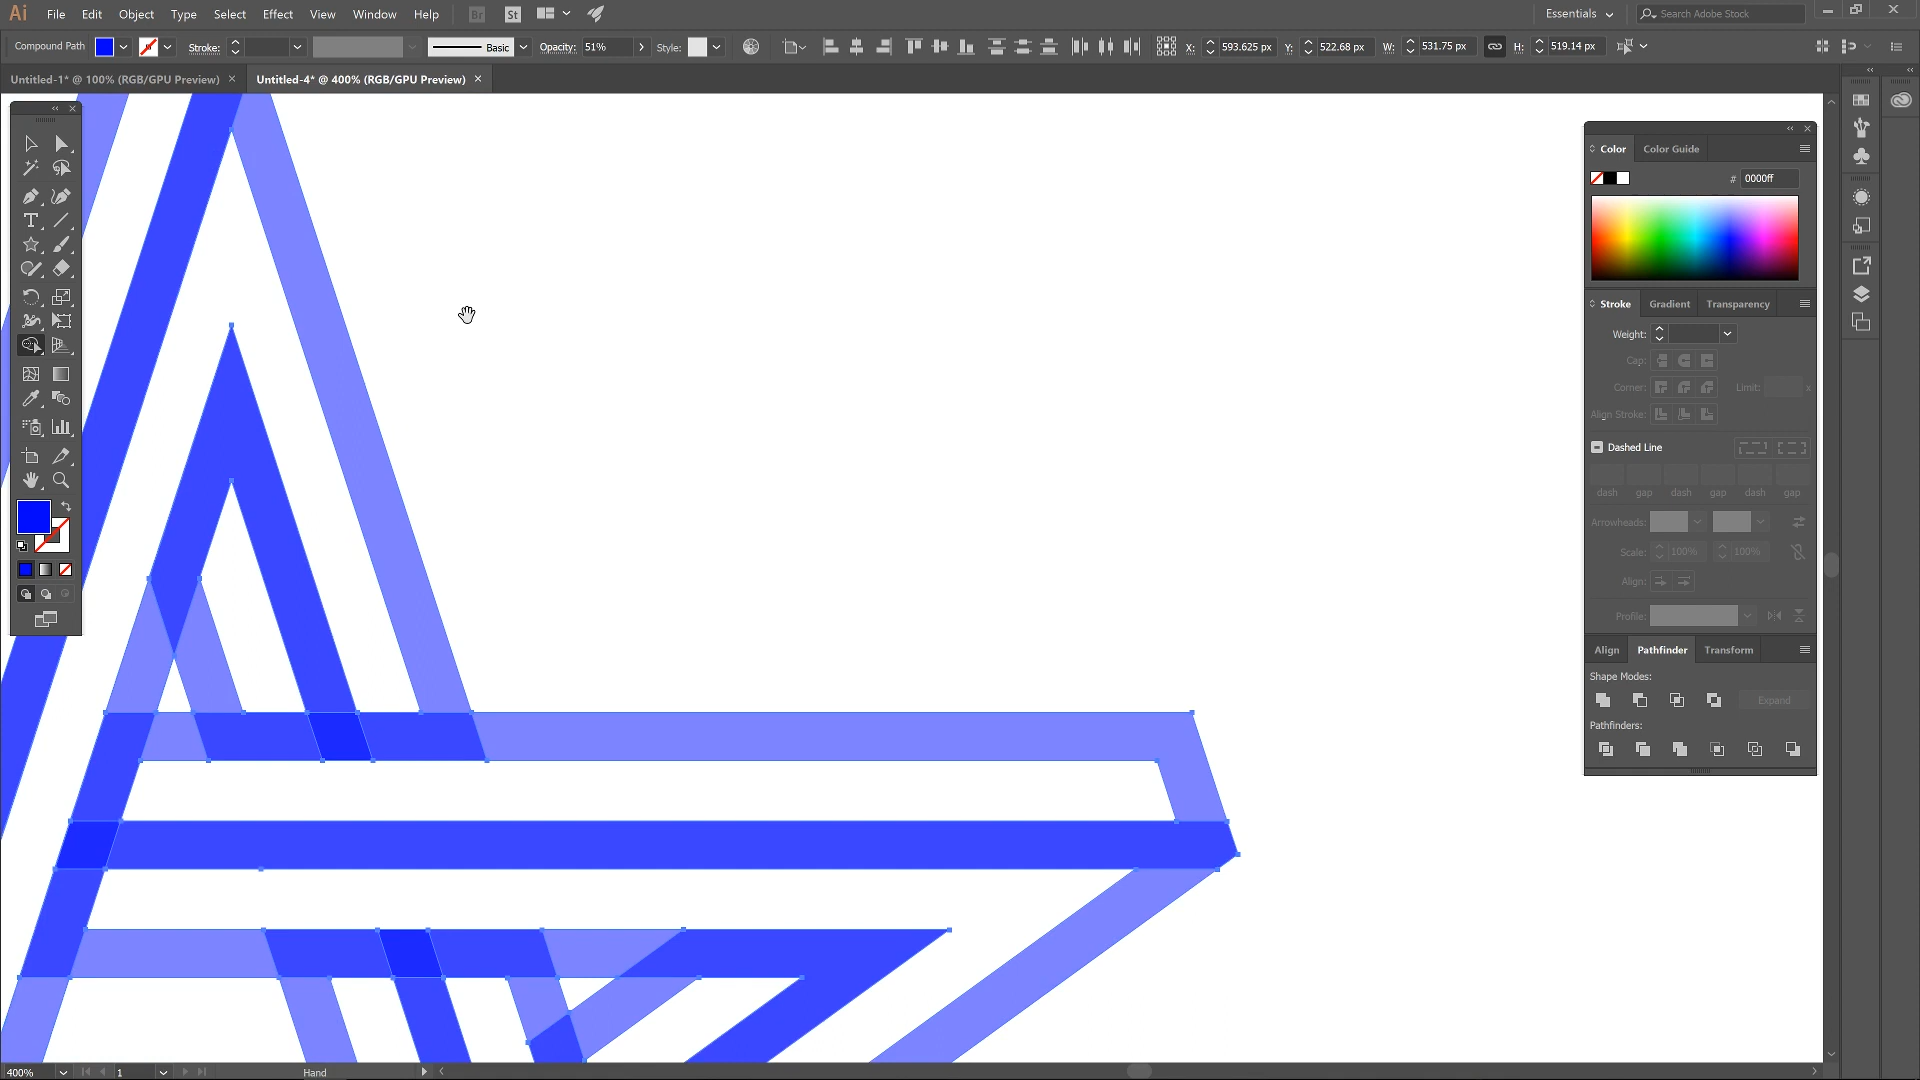 Ai File Edit Object Type Select Effect View Window Help Br St Essentials Search Adobe Stock
Compound Path Stroke: Basic Opacity: 51% Style: X: 593.625 px Y: 522.68 px W: 531.75 px H: 519.14 px
Untitled-1* @ 100% (RGB/GPU Preview) × Untitled-4* @ 400% (RGB/GPU Preview) ×
Color Color Guide
# 0000ff
Stroke Gradient Transparency
Weight:
Cap:
Corner: Limit: x
Align Stroke:
Dashed Line
dash gap dash gap dash gap
Arrowheads:
Scale: 100% 100%
Align:
Profile:
Align Pathfinder Transform
Shape Modes:
Expand
Pathfinders:
400% 1 Hand